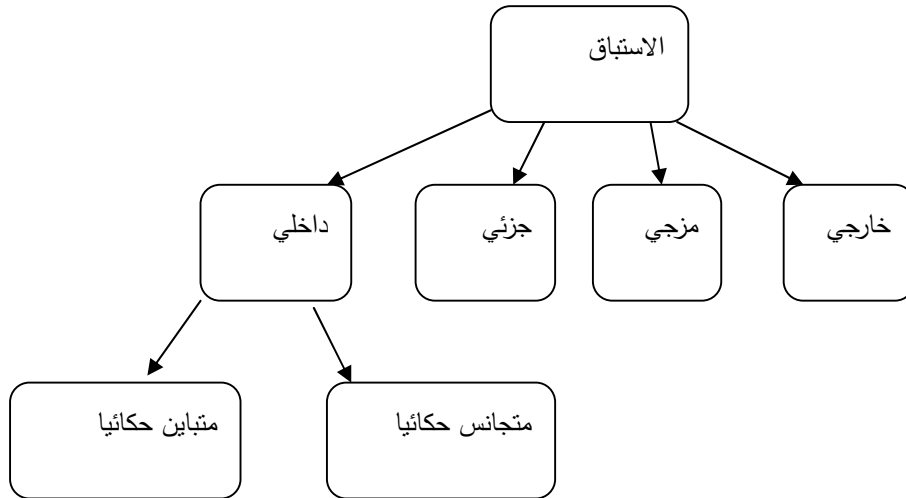 الاستباق
خارجي
مزجي
جزئي
داخلي
متجانس حكائيا
متباين حكائيا